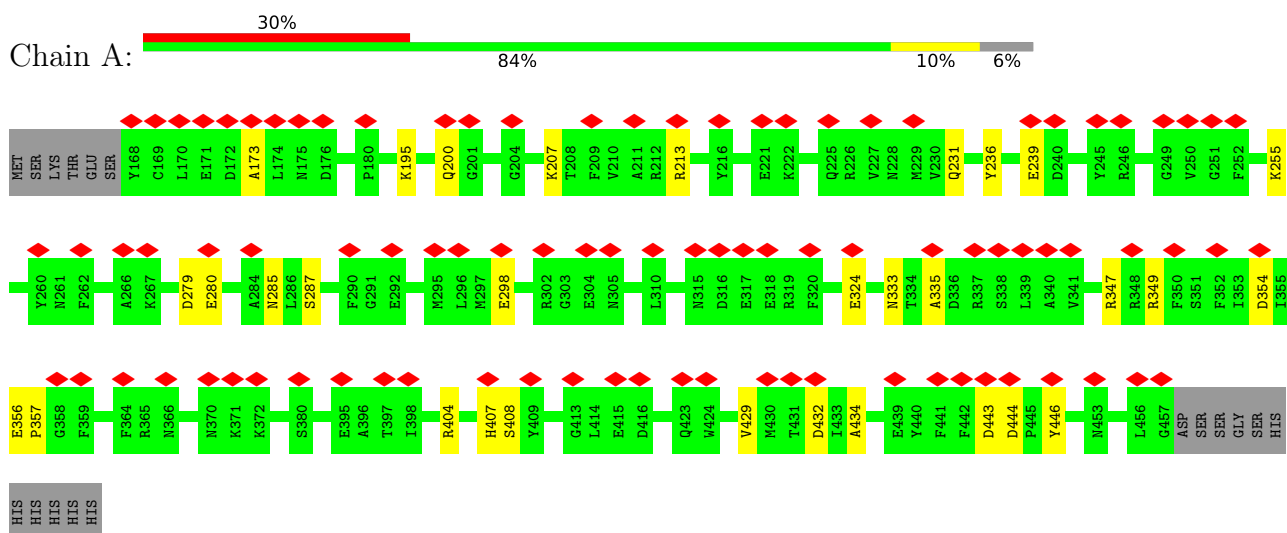 30%
Chain A:
84% 10% 6%
MET SER LYS THR GLU SER Y168 C169 L170 E171 D172 A173 L174 N175 D176 P180 K195 Q200 G201 G204 K207 T208 F209 V210 A211 R212 R213 Y216 E221 K222 Q225 R226 V227 N228 M229 V230 Q231 Y236 E239 D240 Y245 R246 G249 V250 G251 F252 K255
Y260 N261 F262 A266 K267 D279 E280 A284 N285 L286 S287 F290 G291 E292 M295 L296 M297 E298 R302 G303 E304 N305 L310 N315 D316 E317 E318 R319 F320 E324 N333 T334 A335 D336 R337 S338 L339 A340 V341 R347 R348 R349 F350 S351 F352 I353 D354 I355
E356 P357 G358 F359 F364 R365 N366 N370 K371 K372 S380 E395 A396 T397 I398 R404 H407 S408 Y409 G413 L414 E415 D416 Q423 W424 V429 M430 T431 D432 I433 A434 E439 Y440 F441 F442 D443 D444 P445 Y446 N453 L456 G457 ASP SER SER GLY SER HIS
HIS HIS HIS HIS HIS